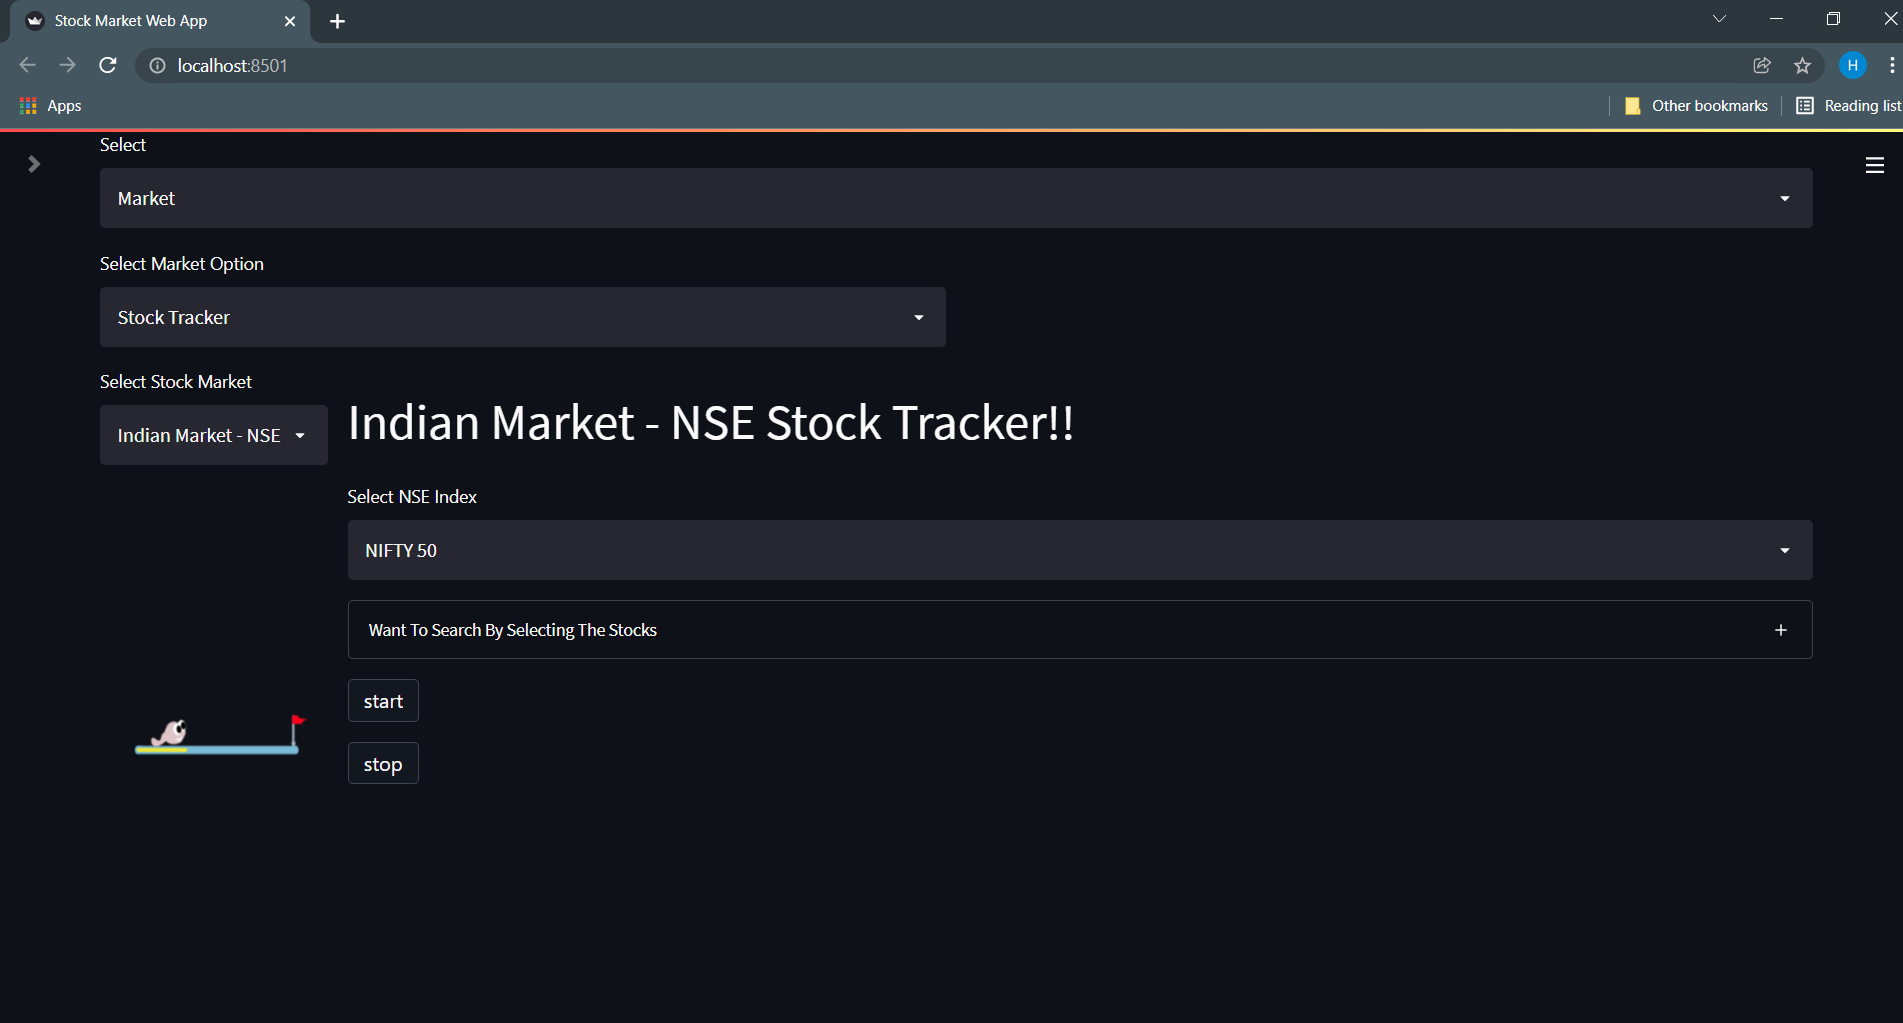 Stock Market Web App
localhost:8501
H
Apps
Other bookmarks
Reading list
Select
Market
Select Market Option
Stock Tracker
Select Stock Market
Indian Market - NSE
Indian Market - NSE Stock Tracker!!
Select NSE Index
NIFTY 50
Want To Search By Selecting The Stocks
start
stop